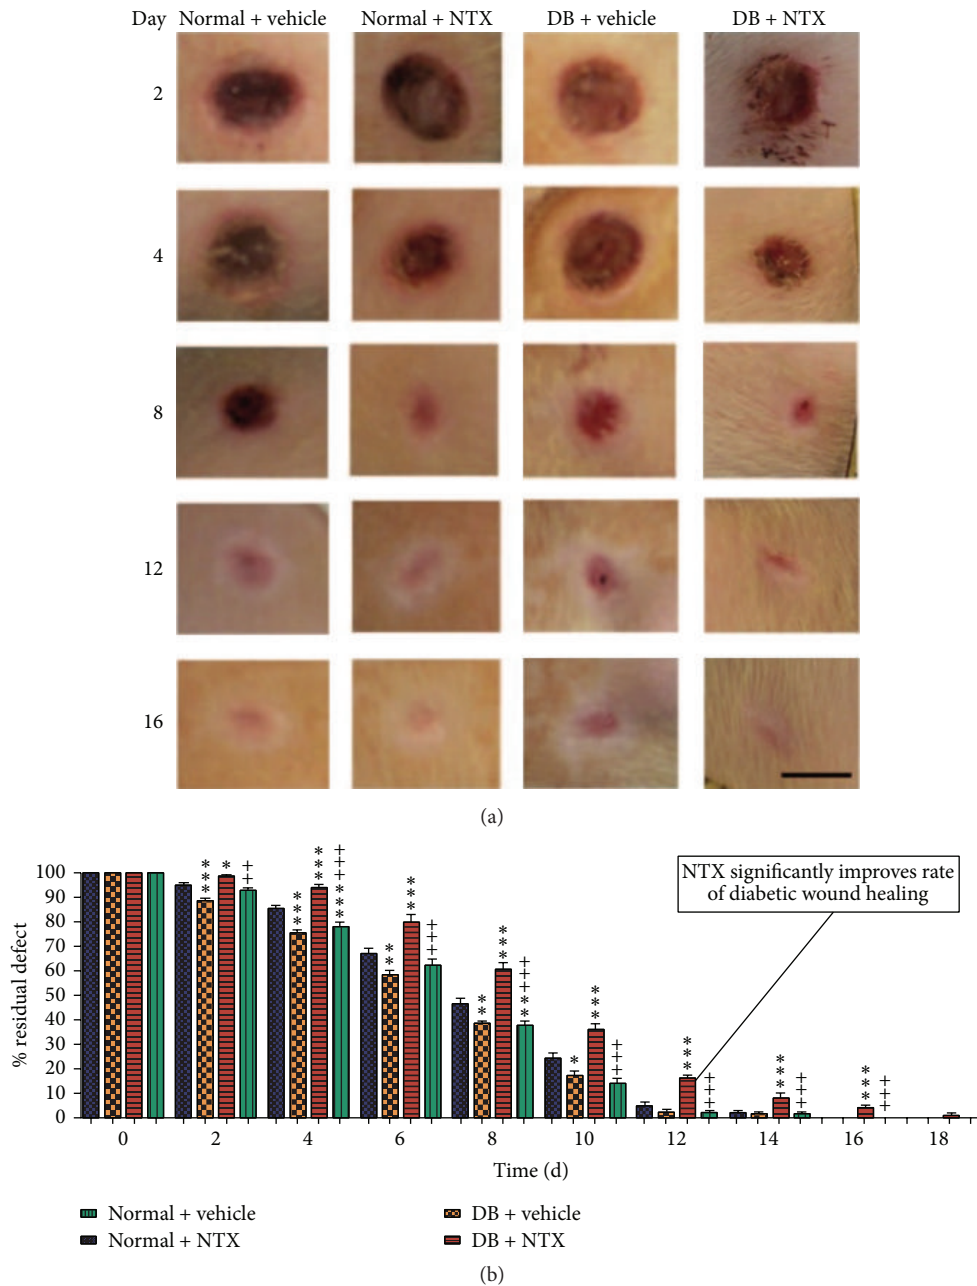 Day Normal + vehicle Normal + NTX DB + vehicle DB + NTX
2
4
8
12
16
(a)
NTX significantly improves rate
of diabetic wound healing
% residual defect
100
90
80
70
60
50
40
30
20
10
0
*** * ++
*** *** +++***
** *** +++
** *** +++**
* *** +++
*** +++
*** +++
*** +++
0 2 4 6 8 10 12 14 16 18
Time (d)
Normal + vehicle DB + vehicle
Normal + NTX DB + NTX
(b)